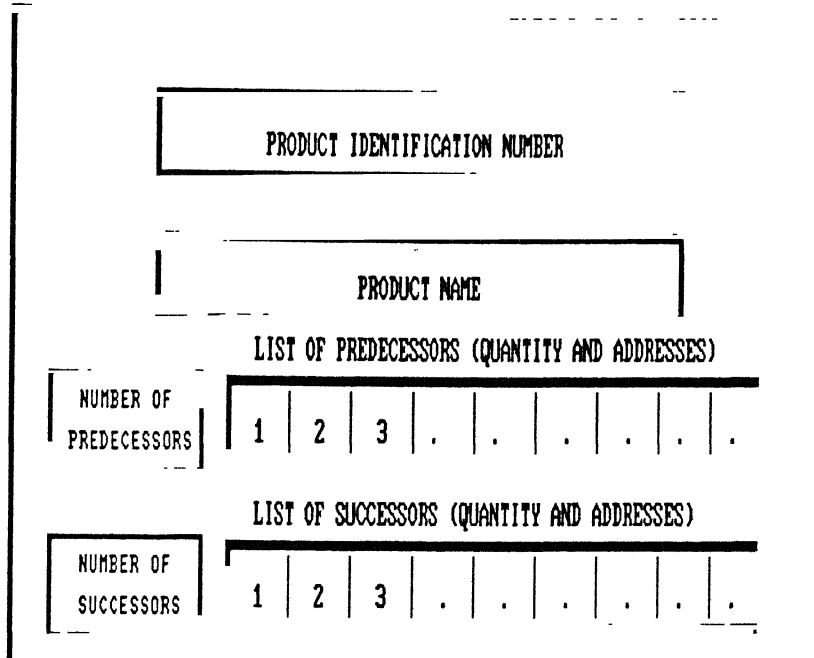 PRODUCT IDENTIFICATION NUMBER
PRODUCT NAME
LIST OF PREDECESSORS (QUANTITY AND ADDRESSES)
NUMBER OF
PREDECESSORS
1 2 3 . . . . . .
LIST OF SUCCESSORS (QUANTITY AND ADDRESSES)
NUMBER OF
SUCCESSORS
1 2 3 . . . . . .